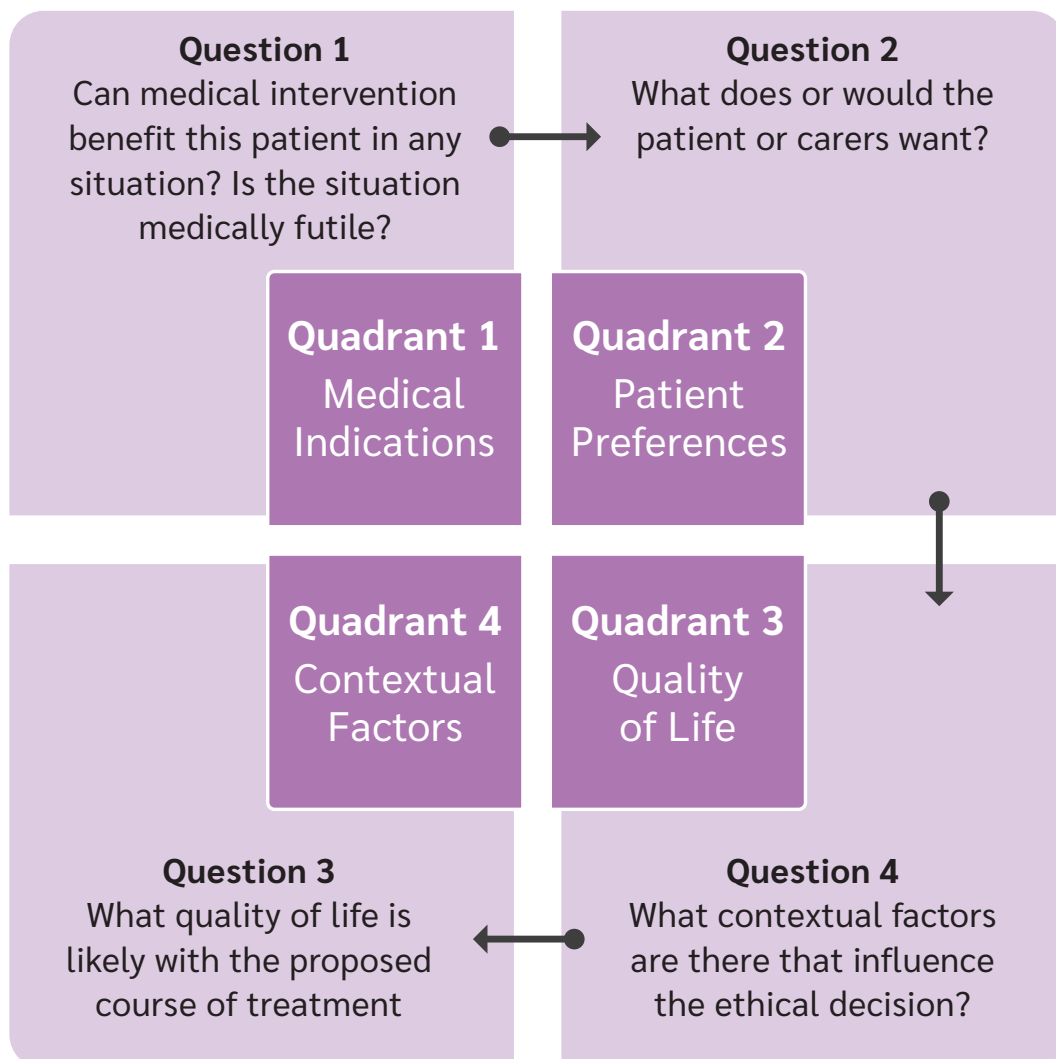 Question 1
Can medical intervention
benefit this patient in any
situation? Is the situation
medically futile?
Question 2
What does or would the
patient or carers want?
Quadrant 1
Medical
Indications
Quadrant 2
Patient
Preferences
Quadrant 4
Contextual
Factors
Quadrant 3
Quality
of Life
Question 3
What quality of life is
likely with the proposed
course of treatment
Question 4
What contextual factors
are there that influence
the ethical decision?